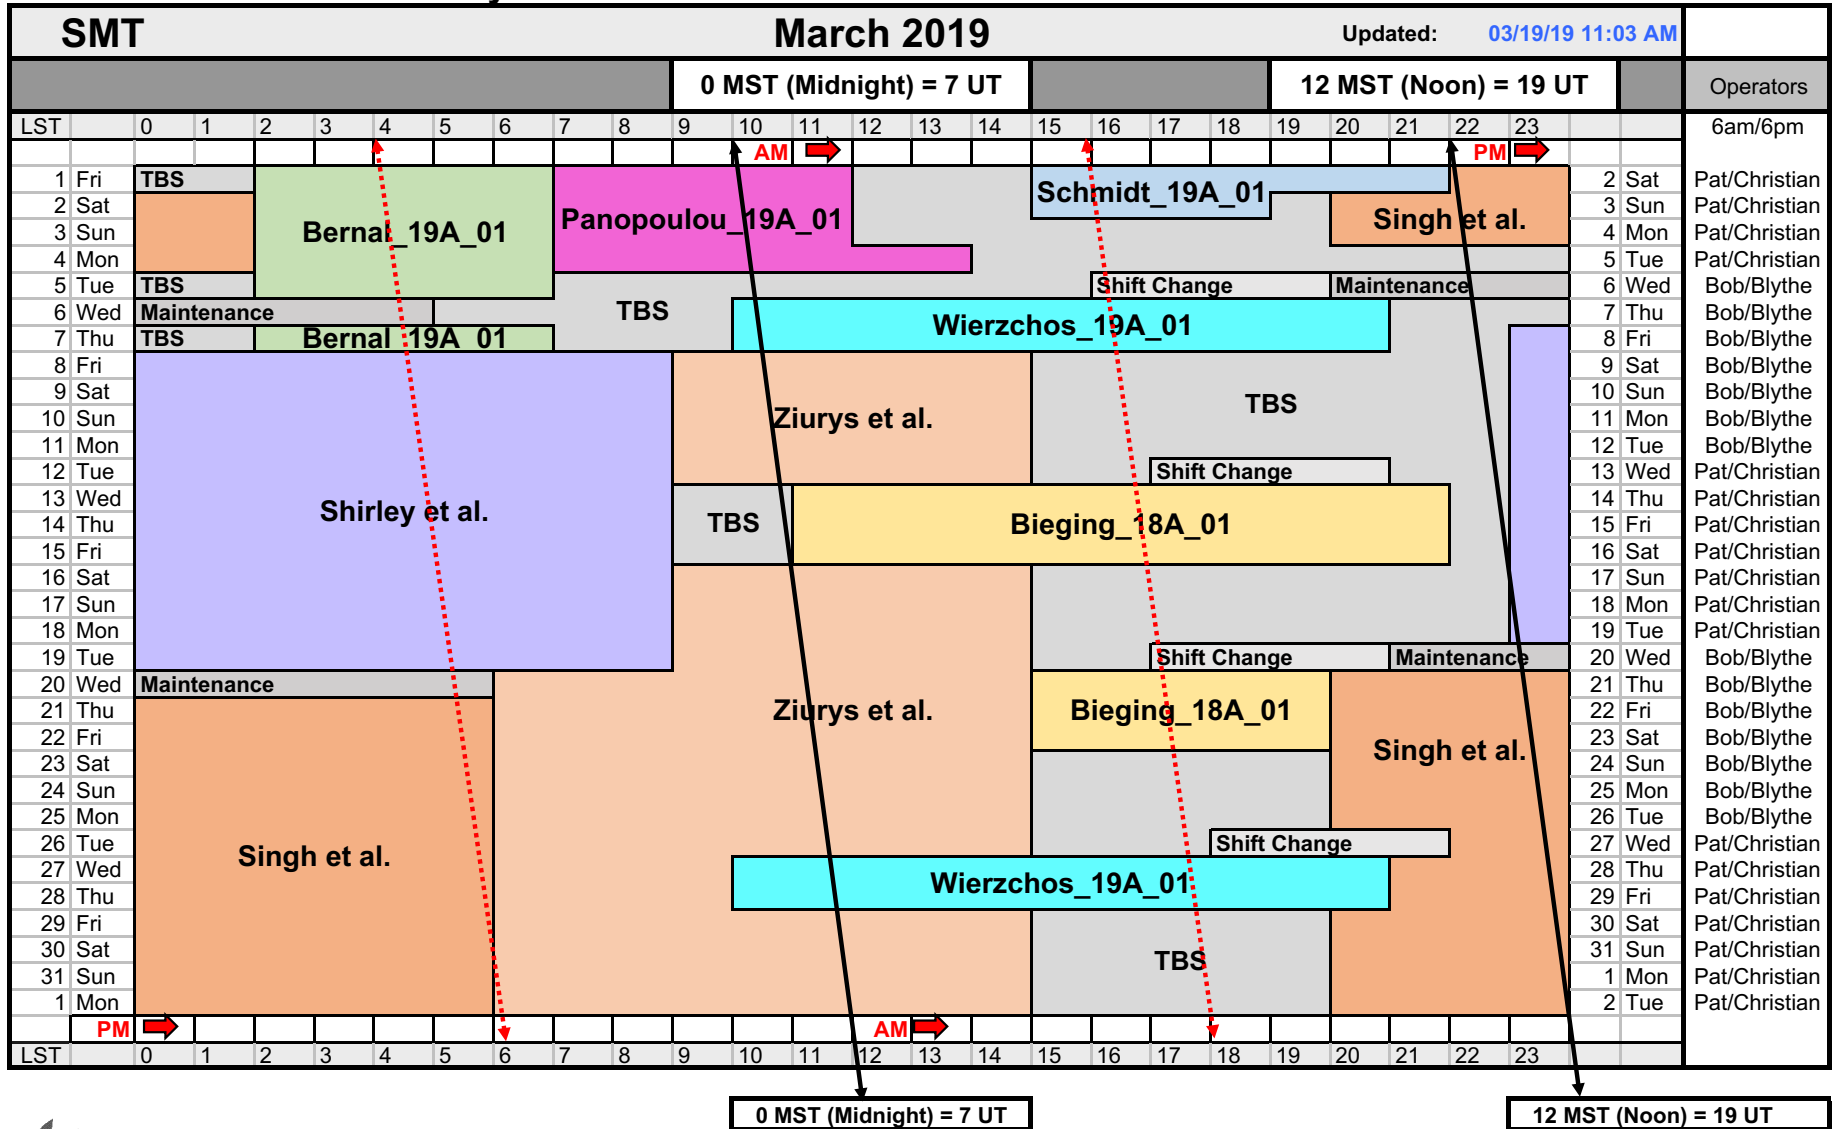 SMT March 2019 Updated: 03/19/19 11:03 AM
0 MST (Midnight) = 7 UT 12 MST (Noon) = 19 UT Operators
LST 0 1 2 3 4 5 6 7 8 9 10 11 12 13 14 15 16 17 18 19 20 21 22 23 6am/6pm
AM PM
1 Fri TBS 2 Sat Pat/Christian
Schmidt_19A_01
2 Sat 3 Sun Pat/Christian
Panopoulou_19A_01 Singh et al.
3 Sun Bernal_19A_01 4 Mon Pat/Christian
4 Mon 5 Tue Pat/Christian
5 Tue TBS Shift Change Maintenance 6 Wed Bob/Blythe
6 Wed Maintenance TBS 7 Thu Bob/Blythe
Wierzchos_19A_01
7 Thu TBS Bernal_19A_01 8 Fri Bob/Blythe
8 Fri 9 Sat Bob/Blythe
9 Sat TBS 10 Sun Bob/Blythe
10 Sun Ziurys et al. 11 Mon Bob/Blythe
11 Mon 12 Tue Bob/Blythe
12 Tue Shift Change 13 Wed Pat/Christian
13 Wed 14 Thu Pat/Christian
Shirley et al.
14 Thu TBS Bieging_18A_01 15 Fri Pat/Christian
15 Fri 16 Sat Pat/Christian
16 Sat 17 Sun Pat/Christian
17 Sun 18 Mon Pat/Christian
18 Mon 19 Tue Pat/Christian
19 Tue Shift Change Maintenance 20 Wed Bob/Blythe
20 Wed Maintenance 21 Thu Bob/Blythe
21 Thu Ziurys et al. Bieging_18A_01 22 Fri Bob/Blythe
22 Fri 23 Sat Bob/Blythe
Singh et al.
23 Sat 24 Sun Bob/Blythe
24 Sun 25 Mon Bob/Blythe
25 Mon 26 Tue Bob/Blythe
26 Tue Shift Change 27 Wed Pat/Christian
Singh et al.
27 Wed 28 Thu Pat/Christian
Wierzchos_19A_01
28 Thu 29 Fri Pat/Christian
29 Fri 30 Sat Pat/Christian
30 Sat TBS 31 Sun Pat/Christian
31 Sun 1 Mon Pat/Christian
1 Mon 2 Tue Pat/Christian
PM AM
LST 0 1 2 3 4 5 6 7 8 9 10 11 12 13 14 15 16 17 18 19 20 21 22 23
0 MST (Midnight) = 7 UT 12 MST (Noon) = 19 UT